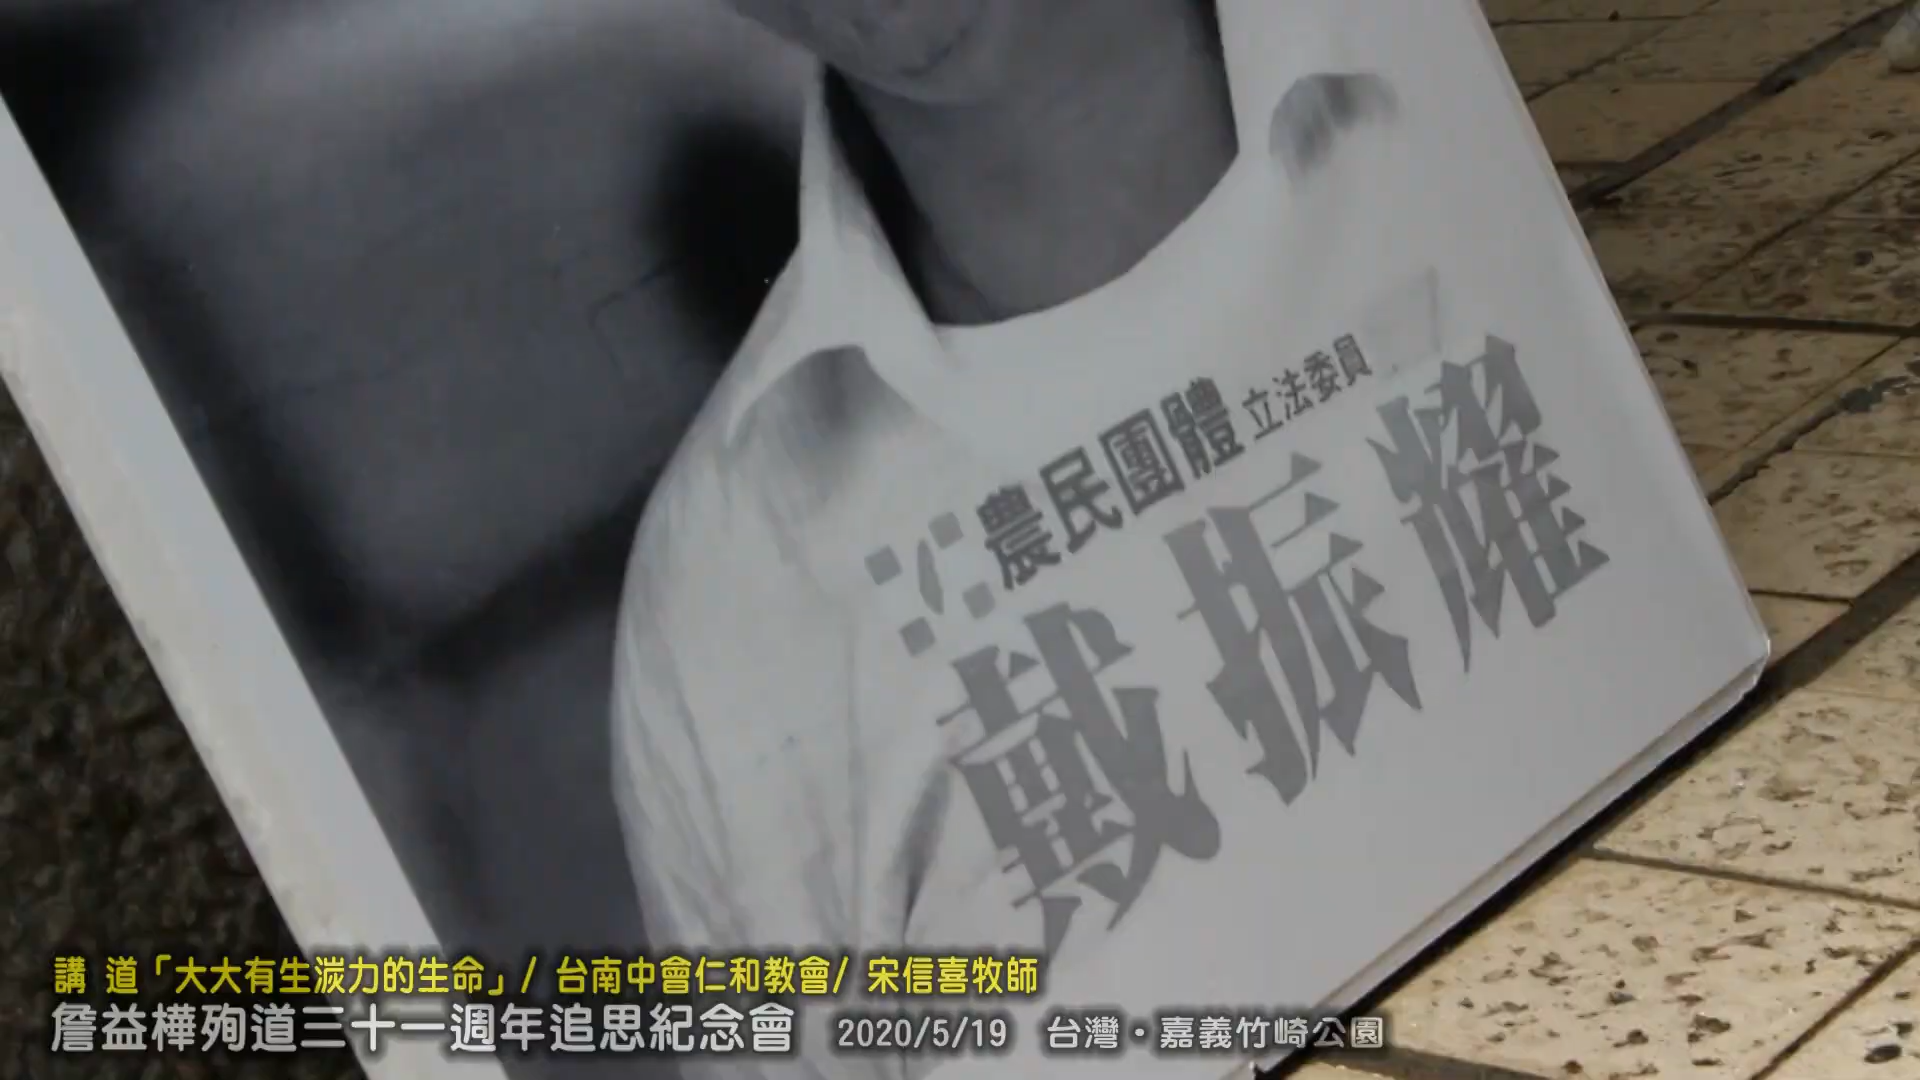 農民團體 立法委員
戴振耀
講 道「大大有生湠力的生命」/ 台南中會仁和教會/ 宋信喜牧師
詹益樺殉道三十一週年追思紀念會 2020/5/19 台灣・嘉義竹崎公園